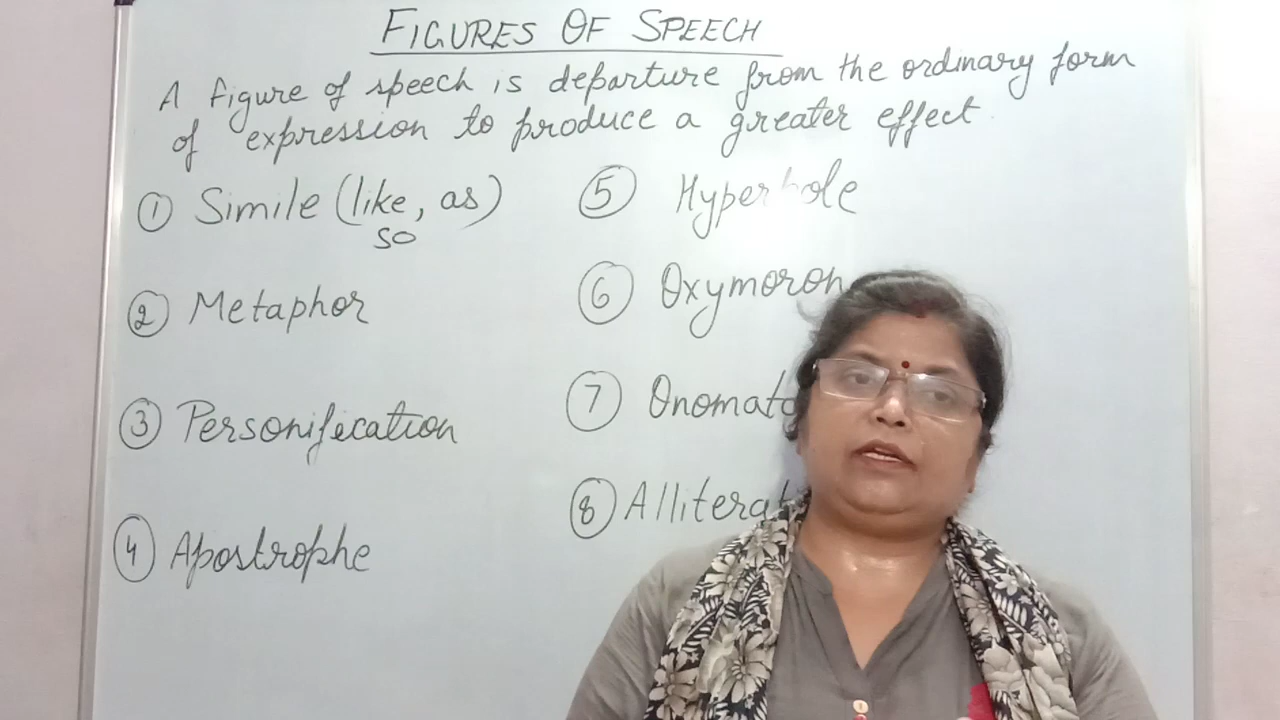 FIGURES OF SPEECH
A figure of speech is departure from the ordinary form
of expression to produce a greater effect.
① Simile (like, as)
so
② Metaphor
③ Personification
④ Apostrophe
⑤ Hyperbole
⑥ Oxymoron
⑦ Onomato
⑧ Alliterat